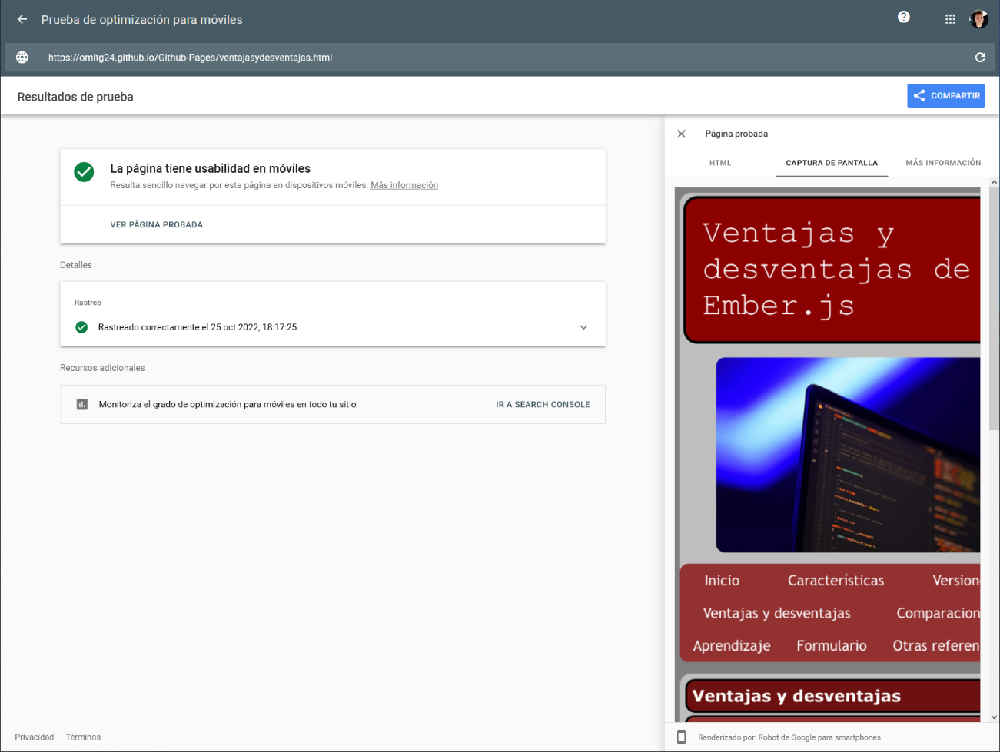 Prueba de optimización para móviles
https://omitg24.github.io/Github-Pages/ventajasydesventajas.html
Resultados de prueba
COMPARTIR
La página tiene usabilidad en móviles
Resulta sencillo navegar por esta página en dispositivos móviles. Más información
VER PÁGINA PROBADA
Detalles
Rastreo
Rastreado correctamente el 25 oct 2022, 18:17:25
Recursos adicionales
Monitoriza el grado de optimización para móviles en todo tu sitio
IR A SEARCH CONSOLE
Privacidad Términos
Página probada
HTML CAPTURA DE PANTALLA MÁS INFORMACIÓN
Ventajas y
desventajas de
Ember.js
Inicio Características Version
Ventajas y desventajas Comparacion
Aprendizaje Formulario Otras referen
Ventajas y desventajas
Renderizado por: Robot de Google para smartphones